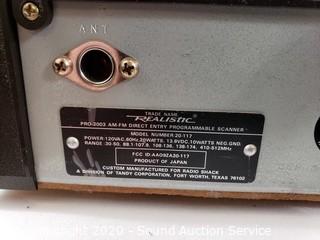 ANT
TRADE NAME
REALISTIC
PRO-2003 AM-FM DIRECT ENTRY PROGRAMMABLE SCANNER
MODEL NUMBER 20-117
POWER:120VAC,60Hz,20WATTS, 13.8VDC,10WATTS NEG.GND.
RANGE :30-50, 88.1-107.9, 108-136, 138-174, 410-512MHz
FCC ID:AAO9ZA20-117
PRODUCT OF JAPAN
CUSTOM MANUFACTURED FOR RADIO SHACK
A DIVISION OF TANDY CORPORATION, FORT WORTH, TEXAS 76102
Copyright 2020 -